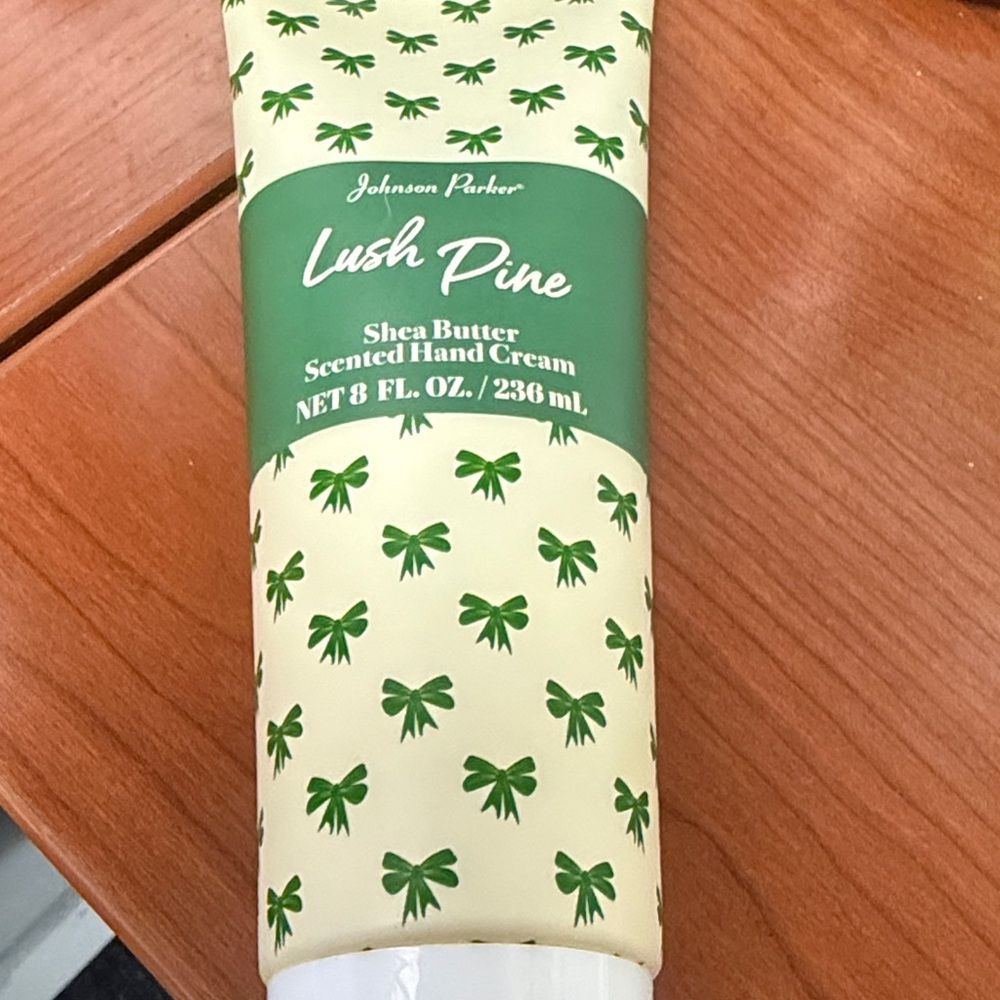 Johnson Parker®
Lush Pine
Shea Butter
Scented Hand Cream
NET 8 FL. OZ. / 236 mL